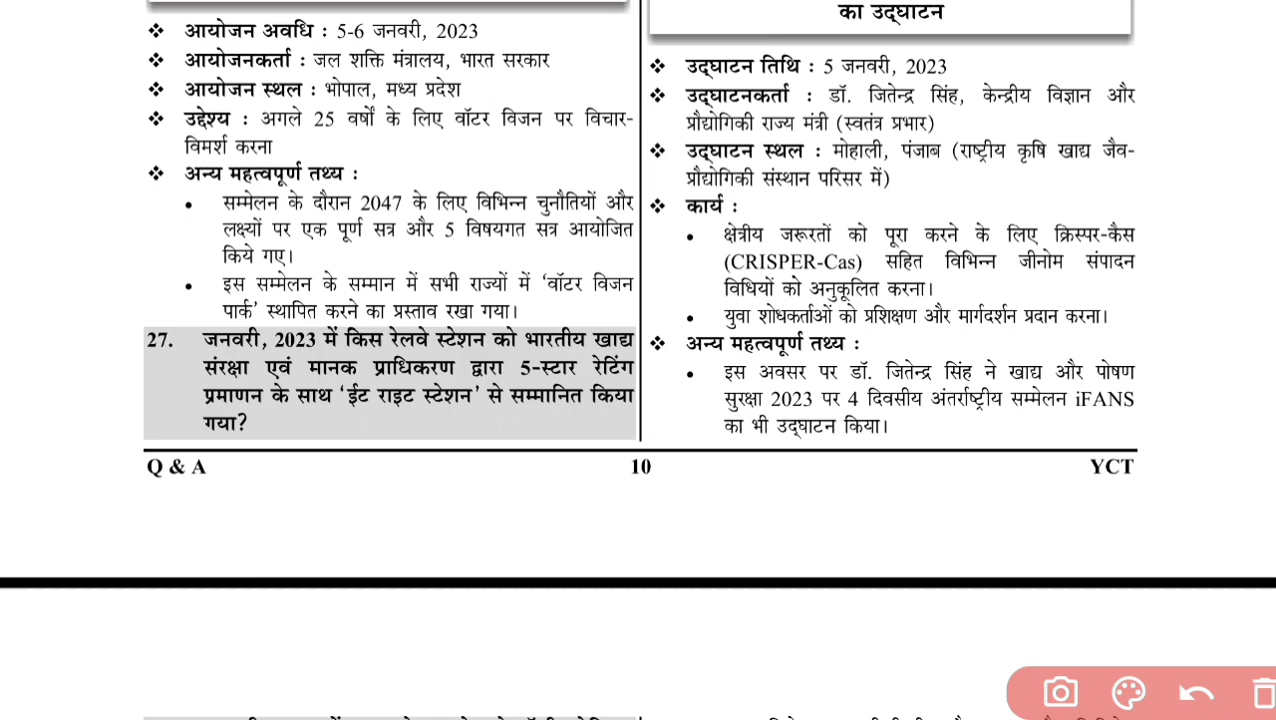 ❖ आयोजन अवधि : 5-6 जनवरी, 2023
❖ आयोजनकर्ता : जल शक्ति मंत्रालय, भारत सरकार
❖ आयोजन स्थल : भोपाल, मध्य प्रदेश
❖ उद्देश्य : अगले 25 वर्षों के लिए वॉटर विजन पर विचार-
विमर्श करना
❖ अन्य महत्वपूर्ण तथ्य :
• सम्मेलन के दौरान 2047 के लिए विभिन्न चुनौतियों और
लक्ष्यों पर एक पूर्ण सत्र और 5 विषयगत सत्र आयोजित
किये गए।
• इस सम्मेलन के सम्मान में सभी राज्यों में 'वॉटर विजन
पार्क' स्थापित करने का प्रस्ताव रखा गया।
27. जनवरी, 2023 में किस रेलवे स्टेशन को भारतीय खाद्य
संरक्षा एवं मानक प्राधिकरण द्वारा 5-स्टार रेटिंग
प्रमाणन के साथ 'ईट राइट स्टेशन' से सम्मानित किया
गया?
का उद्घाटन
❖ उद्घाटन तिथि : 5 जनवरी, 2023
❖ उद्घाटनकर्ता : डॉ. जितेन्द्र सिंह, केन्द्रीय विज्ञान और
प्रौद्योगिकी राज्य मंत्री (स्वतंत्र प्रभार)
❖ उद्घाटन स्थल : मोहाली, पंजाब (राष्ट्रीय कृषि खाद्य जैव-
प्रौद्योगिकी संस्थान परिसर में)
❖ कार्य :
• क्षेत्रीय जरूरतों को पूरा करने के लिए क्रिस्पर-कैस
(CRISPER-Cas) सहित विभिन्न जीनोम संपादन
विधियों को अनुकूलित करना।
• युवा शोधकर्ताओं को प्रशिक्षण और मार्गदर्शन प्रदान करना।
❖ अन्य महत्वपूर्ण तथ्य :
• इस अवसर पर डॉ. जितेन्द्र सिंह ने खाद्य और पोषण
सुरक्षा 2023 पर 4 दिवसीय अंतर्राष्ट्रीय सम्मेलन iFANS
का भी उद्घाटन किया।
Q & A 10 YCT